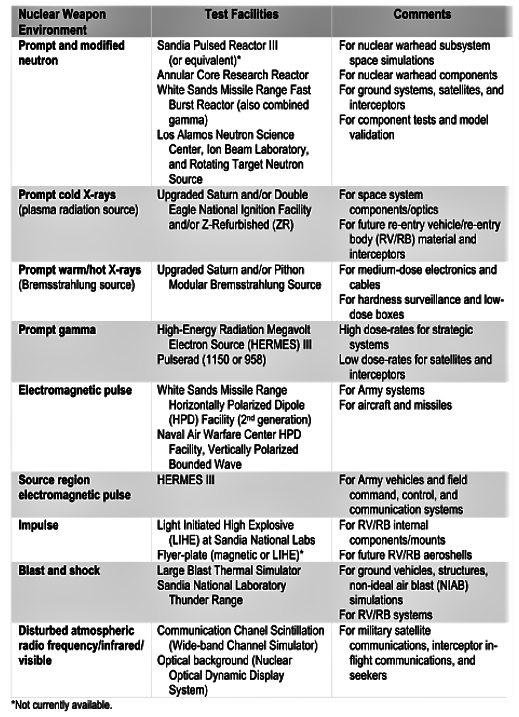 Nuclear Weapon Environment | Test Facilities | Comments
Prompt and modified neutron
Sandia Pulsed Reactor III
(or equivalent)*
Annular Core Research Reactor
White Sands Missile Range Fast
Burst Reactor (also combined
gamma)
Los Alamos Neutron Science
Center, Ion Beam Laboratory,
and Rotating Target Neutron
Source
For nuclear warhead subsystem
space simulations
For nuclear warhead components
For ground systems, satellites, and
interceptors
For component tests and model
validation
Prompt cold X-rays
(plasma radiation source)
Upgraded Saturn and/or Double
Eagle National Ignition Facility
and/or Z-Refurbished (ZR)
For space system
components/optics
For future re-entry vehicle/re-entry
body (RV/RB) material and
interceptors
Prompt warm/hot X-rays
(Bremsstrahlung source)
Upgraded Saturn and/or Pithon
Modular Bremsstrahlung Source
For medium-dose electronics and
cables
For hardness surveillance and low-
dose boxes
Prompt gamma
High-Energy Radiation Megavolt
Electron Source (HERMES) III
Pulserad (1150 or 958)
High dose-rates for strategic
systems
Low dose-rates for satellites and
interceptors
Electromagnetic pulse
White Sands Missile Range
Horizontally Polarized Dipole
(HPD) Facility (2nd generation)
Naval Air Warfare Center HPD
Facility, Vertically Polarized
Bounded Wave
For Army systems
For aircraft and missiles
Source region
electromagnetic pulse
HERMES III
For Army vehicles and field
command, control, and
communication systems
Impulse
Light Initiated High Explosive
(LIHE) at Sandia National Labs
Flyer-plate (magnetic or LIHE)*
For RV/RB internal
components/mounts
For future RV/RB aeroshells
Blast and shock
Large Blast Thermal Simulator
Sandia National Laboratory
Thunder Range
For ground vehicles, structures,
non-ideal air blast (NIAB)
simulations
For RV/RB systems
Disturbed atmospheric
radio frequency/infrared/
visible
Communication Chanel Scintillation
(Wide-band Channel Simulator)
Optical background (Nuclear
Optical Dynamic Display
System)
For military satellite
communications, interceptor in-
flight communications, and
seekers
*Not currently available.